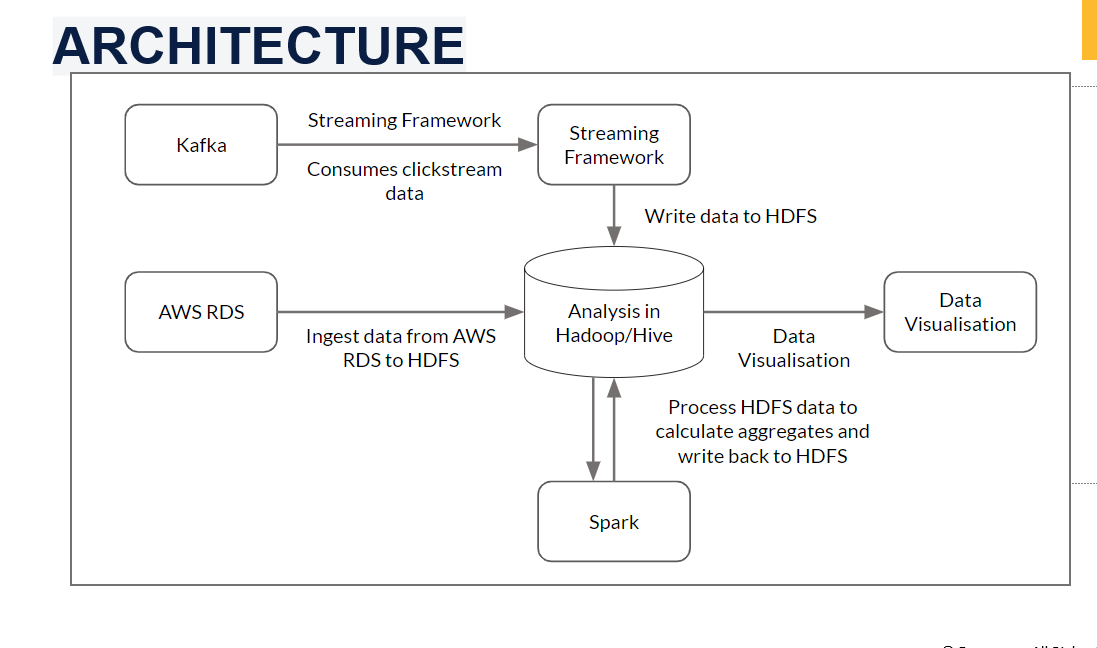 ARCHITECTURE
Kafka
Streaming Framework
Consumes clickstream
data
Streaming
Framework
Write data to HDFS
AWS RDS
Ingest data from AWS
RDS to HDFS
Analysis in
Hadoop/Hive
Data
Visualisation
Data
Visualisation
Process HDFS data to
calculate aggregates and
write back to HDFS
Spark